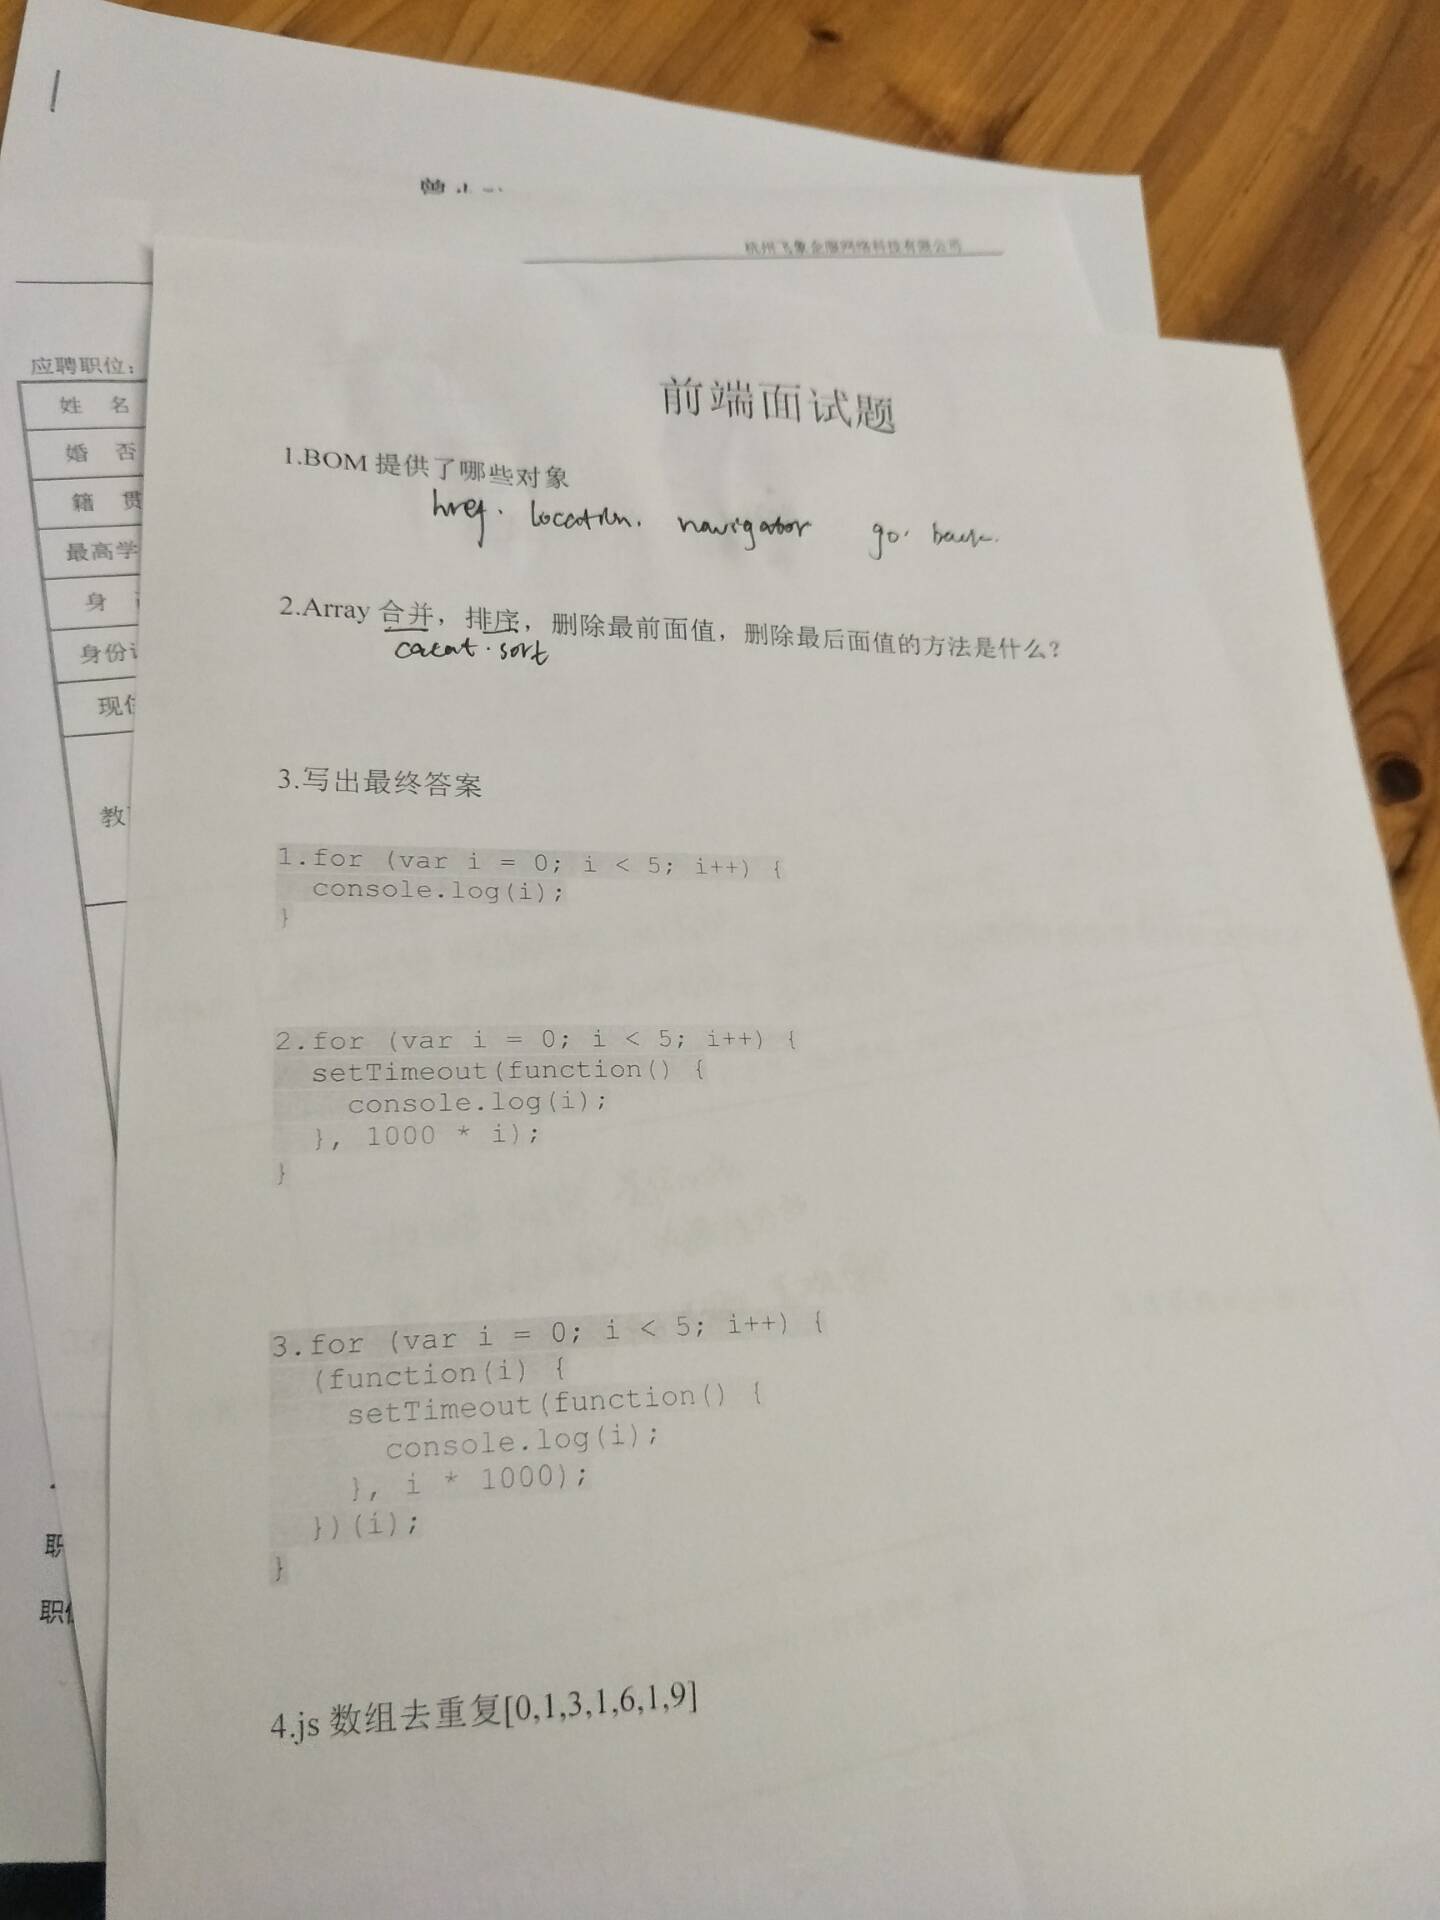 杭州飞象企服网络科技有限公司
应聘职位:
姓 名
婚 否
籍 贯
最高学
身
身份
现住
教
职
职位
前端面试题
1.BOM 提供了哪些对象
href. location. navigator go. back.
2.Array 合并，排序，删除最前面值，删除最后面值的方法是什么？
cacat. sort
3.写出最终答案
1.for (var i = 0; i < 5; i++) {
console.log(i);
}
2.for (var i = 0; i < 5; i++) {
setTimeout(function() {
console.log(i);
}, 1000 * i);
}
3.for (var i = 0; i < 5; i++) {
(function(i) {
setTimeout(function() {
console.log(i);
}, i * 1000);
})(i);
}
4.js 数组去重复[0,1,3,1,6,1,9]